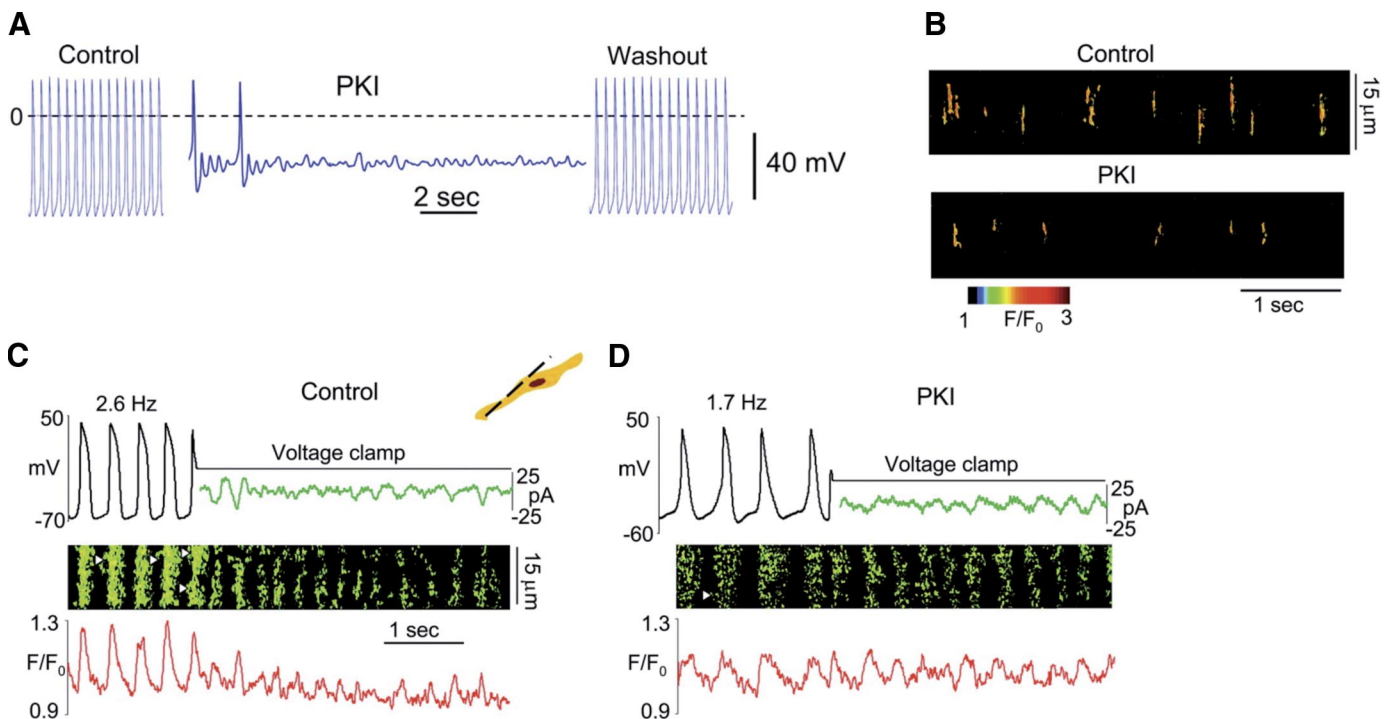 A
Control
PKI
Washout
0
2 sec
40 mV
B
Control
15 μm
PKI
1 F/F0 3
1 sec
C
Control
2.6 Hz
50
mV
-70
Voltage clamp
25
pA
-25
15 μm
1.3
F/F0
0.9
1 sec
D
PKI
1.7 Hz
50
mV
-60
Voltage clamp
25
pA
-25
1.3
F/F0
0.9